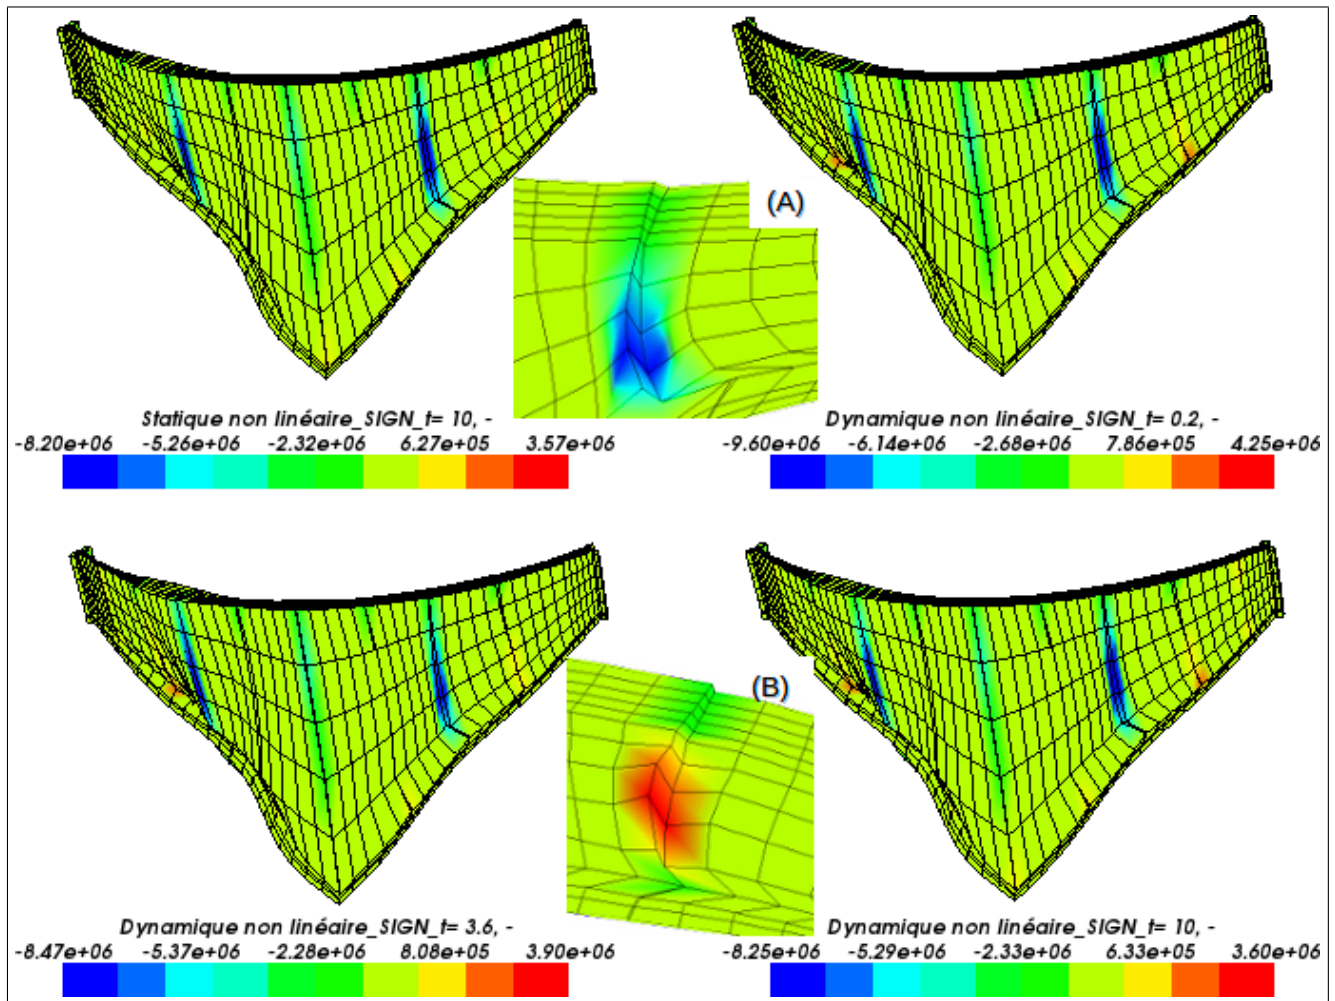 (A)
Statique non linéaire_SIGN_t= 10, -
-8.20e+06 -5.26e+06 -2.32e+06 6.27e+05 3.57e+06
Dynamique non linéaire_SIGN_t= 0.2, -
-9.60e+06 -6.14e+06 -2.68e+06 7.86e+05 4.25e+06
(B)
Dynamique non linéaire_SIGN_t= 3.6, -
-8.47e+06 -5.37e+06 -2.28e+06 8.08e+05 3.90e+06
Dynamique non linéaire_SIGN_t= 10, -
-8.25e+06 -5.29e+06 -2.33e+06 6.33e+05 3.60e+06